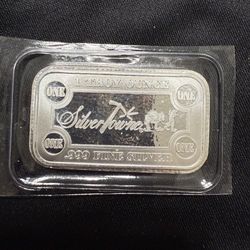 1 TROY OUNCE
ONE ONE
SilverTowne
ONE ONE
.999 FINE SILVER